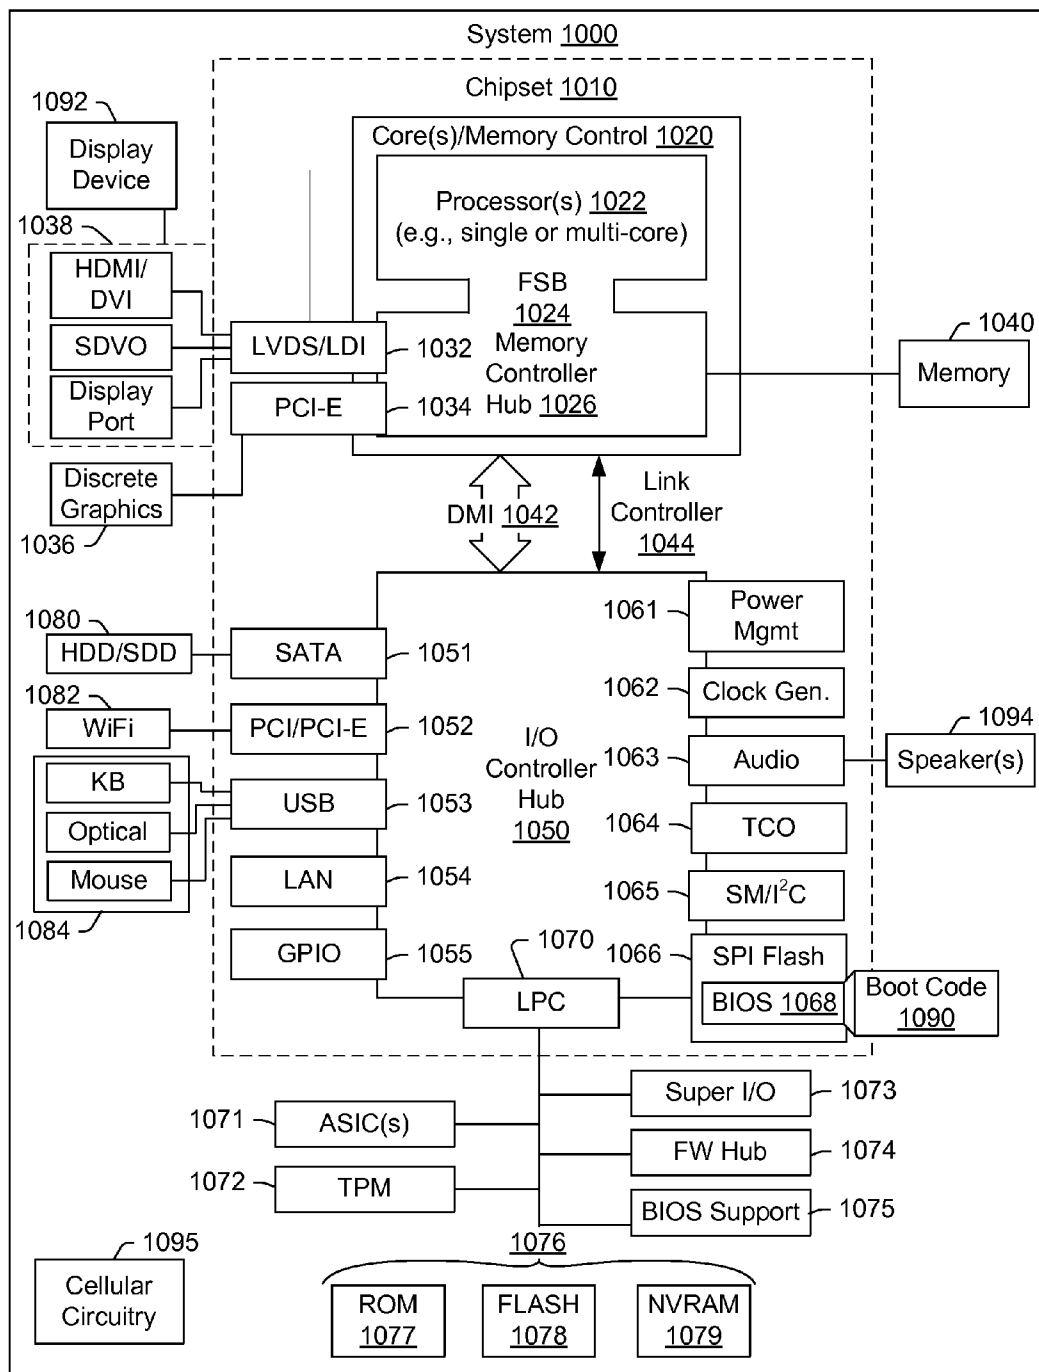 System 1000
Chipset 1010
1092
Display
Device
Core(s)/Memory Control 1020
Processor(s) 1022
(e.g., single or multi-core)
1038
HDMI/
DVI
SDVO
Display
Port
FSB
1024
Memory
Controller
Hub 1026
LVDS/LDI
1032
PCI-E
1034
1040
Memory
Discrete
Graphics
1036
DMI 1042
Link
Controller
1044
1080
HDD/SDD
SATA
1051
1061
Power
Mgmt
1082
WiFi
PCI/PCI-E
1052
1062
Clock Gen.
I/O
Controller
Hub
1050
1063
Audio
1094
Speaker(s)
KB
Optical
Mouse
1084
USB
1053
1064
TCO
LAN
1054
1065
SM/I²C
GPIO
1055
1070
LPC
1066
SPI Flash
BIOS 1068
Boot Code
1090
1071
ASIC(s)
Super I/O
1073
1072
TPM
FW Hub
1074
BIOS Support
1075
1076
1095
Cellular
Circuitry
ROM
1077
FLASH
1078
NVRAM
1079